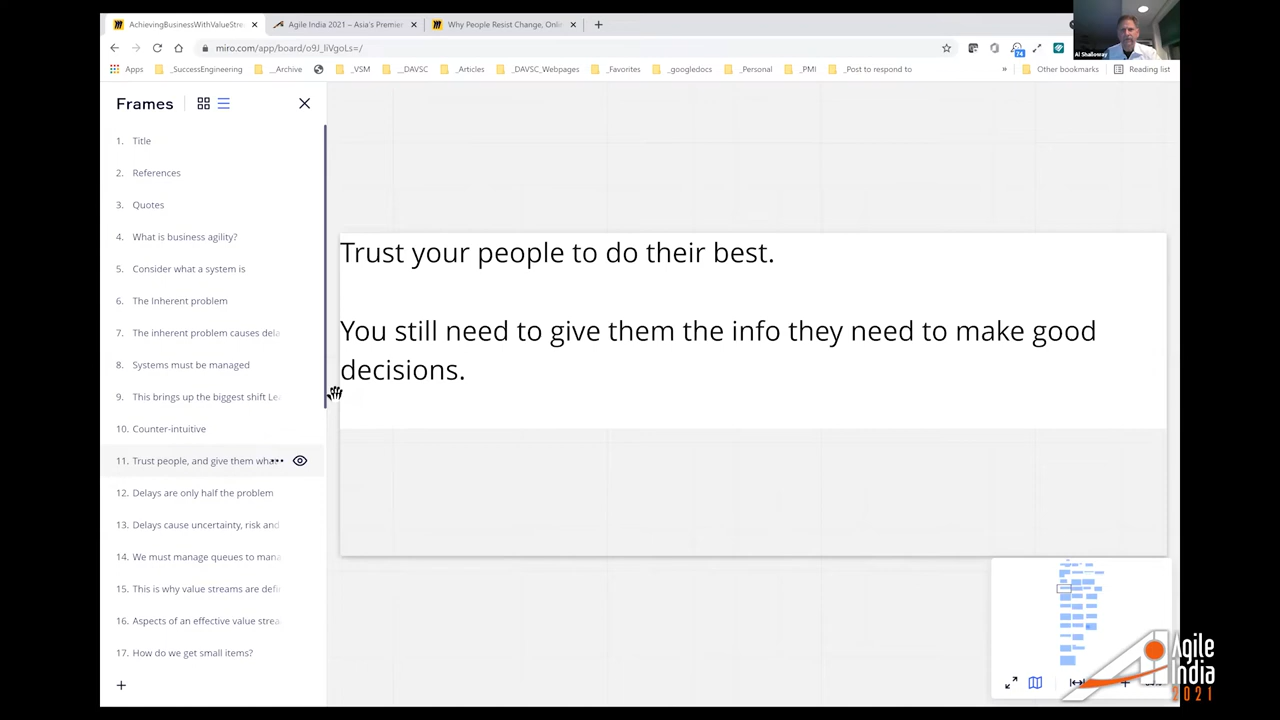 AchievingBusinessWithValueStre
Agile India 2021 – Asia's Premier
Why People Resist Change, Onli
miro.com/app/board/o9J_liVgoLs=/
Apps
_SuccessEngineering
__Archive
_VSM
__DAVSC
_Articles
_DAVSC_Webpages
_Favorites
_googledocs
_Personal
_PMI
_Post to respond to
»
Other bookmarks
Reading list
Al Shalloway
Frames
1. Title
2. References
3. Quotes
4. What is business agility?
5. Consider what a system is
6. The Inherent problem
7. The inherent problem causes dela
8. Systems must be managed
9. This brings up the biggest shift Le
10. Counter-intuitive
11. Trust people, and give them wha
12. Delays are only half the problem
13. Delays cause uncertainty, risk and
14. We must manage queues to mana
15. This is why value streams are defi
16. Aspects of an effective value strea
17. How do we get small items?
Trust your people to do their best.
You still need to give them the info they need to make good
decisions.
Agile
India
2021